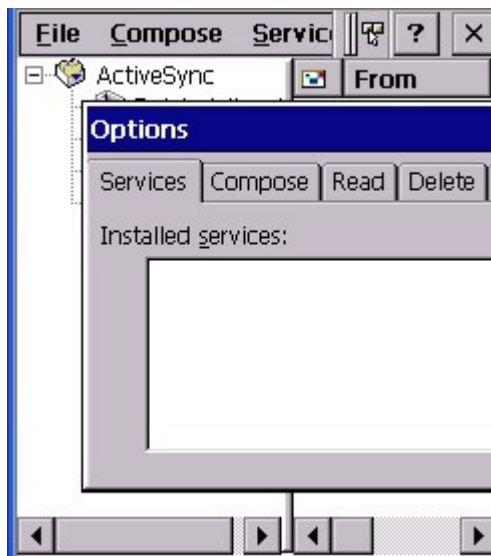 File Compose Servic ?
ActiveSync From
Options
Services Compose Read Delete
Installed services: